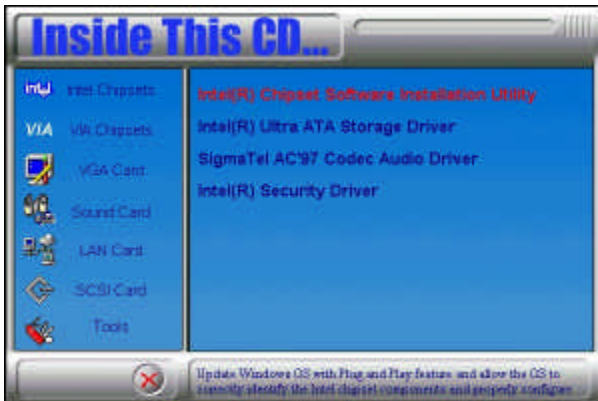 Inside This CD...
intel Intel Chipsets
VIA VIA Chipsets
VGA Card
Sound Card
LAN Card
SCSI Card
Tools
Intel(R) Chipset Software Installation Utility
Intel(R) Ultra ATA Storage Driver
SigmaTel AC'97 Codec Audio Driver
Intel(R) Security Driver
Update Windows OS with Plug and Play feature and allow the OS to
correctly identify the Intel chipset components and properly configure